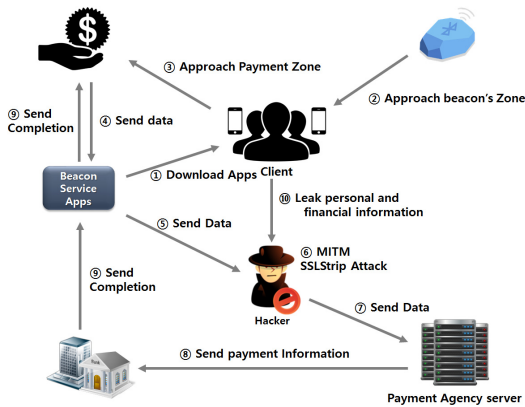 $
③ Approach Payment Zone
② Approach beacon's Zone
⑨ Send
Completion
④ Send data
① Download Apps
Client
Beacon
Service
Apps
⑩ Leak personal and
financial information
⑤ Send Data
⑥ MITM
SSLStrip Attack
⑨ Send
Completion
Hacker
⑦ Send Data
⑧ Send payment Information
Payment Agency server